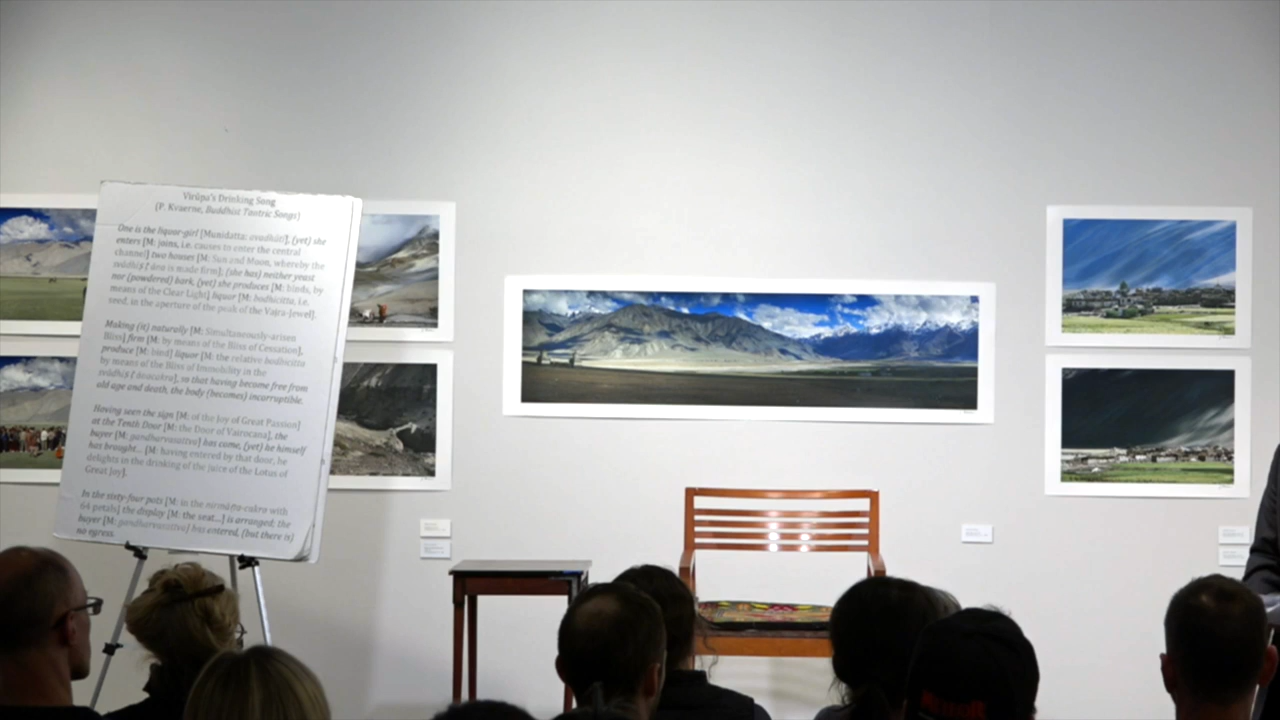 Virūpa's Drinking Song
(P. Kvaerne, Buddhist Tantric Songs)
One is the liquor-girl [Munidatta: avadhūtī], (yet) she
enters [M: joins, i.e. causes to enter the central
channel] two houses [M: Sun and Moon, whereby the
is made firm]; (she has) neither yeast
nor (powdered) bark, (yet) she produces [M: binds, by
means of the Clear Light] liquor [M: bodhicitta, i.e.
seed, in the aperture of the peak of the Vajra-Jewel].
Making (it) naturally [M: Simultaneously-arisen
Bliss] firm [M: by means of the Bliss of Cessation],
produce [M: bind] liquor [M: the relative bodhicitta
by means of the Bliss of Immobility in the
so that having become free from
old age and death, the body (becomes) incorruptible.
Having seen the sign [M: of the Joy of Great Passion]
at the Tenth Door [M: the Door of Vairocana], the
buyer [M: gandharvasattva] has come, (yet) he himself
has brought... [M: having entered by that door, he
delights in the drinking of the juice of the Lotus of
Great Joy].
In the sixty-four pots [M: in the nirmāṇa-cakra with
64 petals] the display [M: the seat...] is arranged; the
buyer [M: gandharvasattva] has entered, (but there is)
no egress.